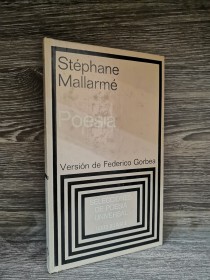 Stéphane
Mallarmé
Poesía
Versión de Federico Gorbea